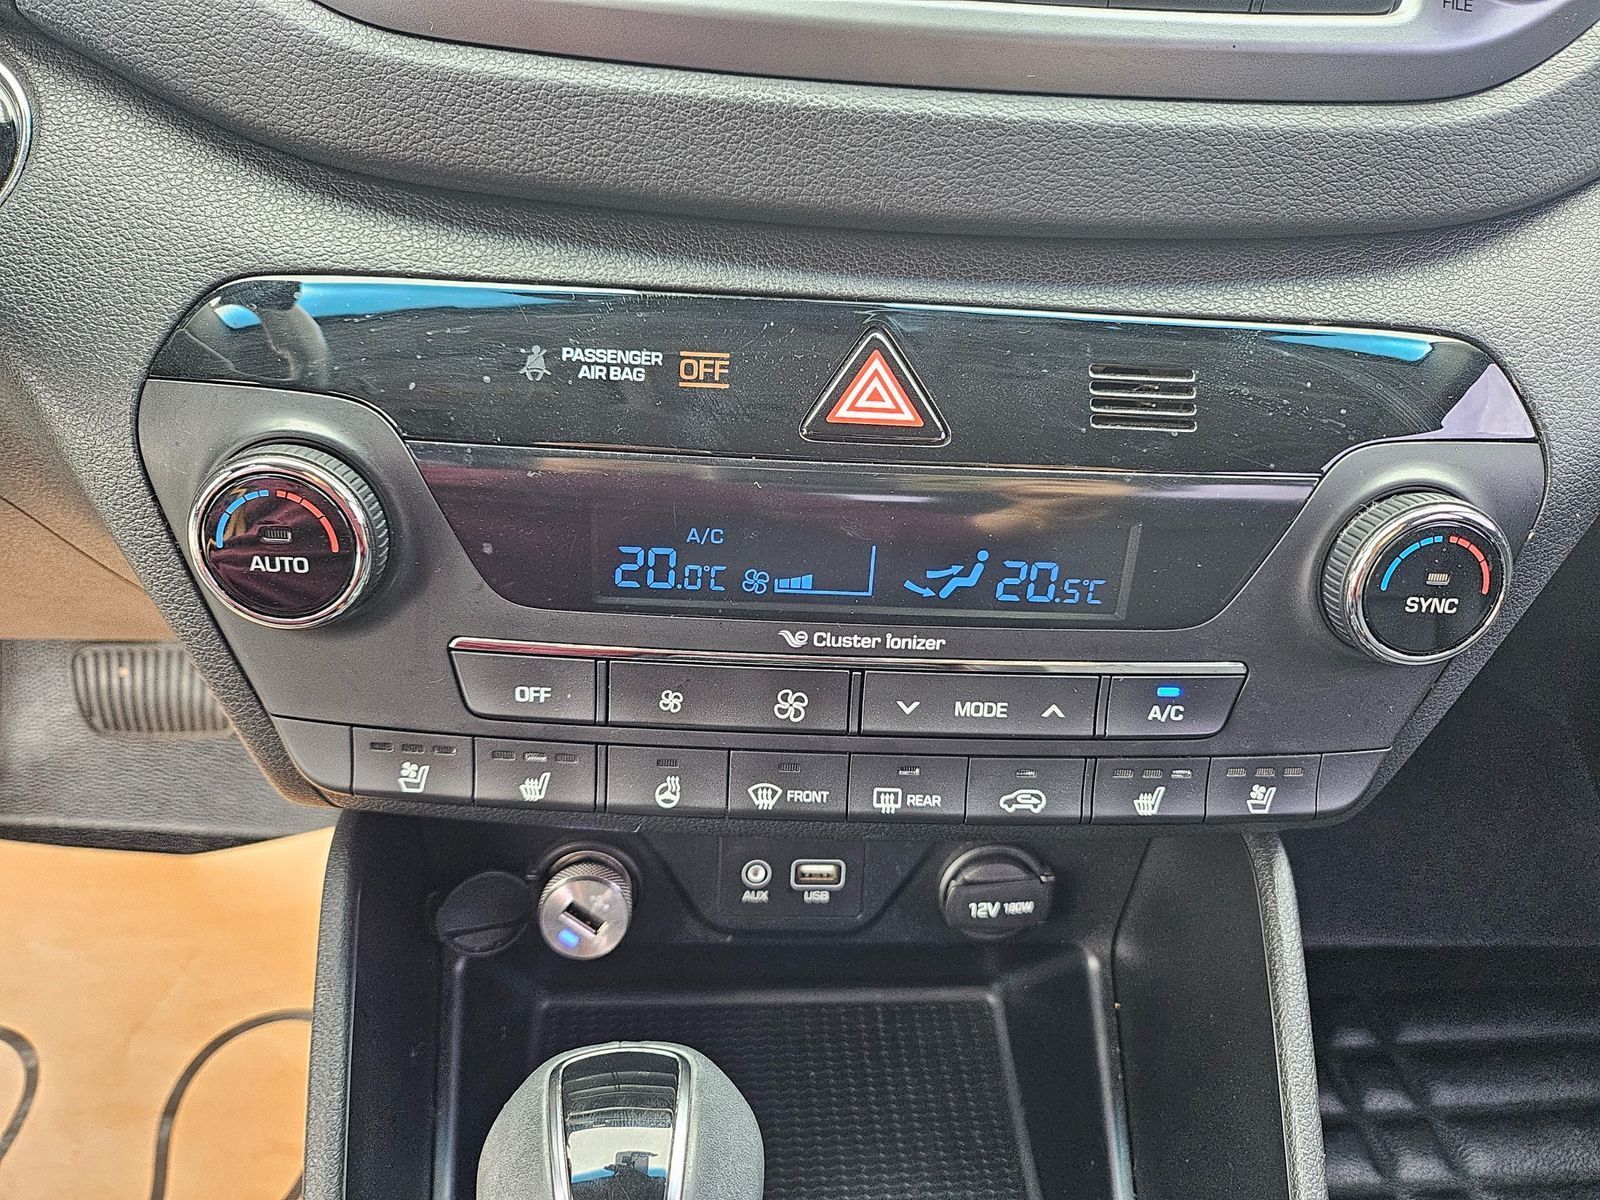 FILE
PASSENGER
AIR BAG
OFF
AUTO
A/C
20.0°C
20.5°C
SYNC
Cluster ionizer
OFF
MODE
A/C
FRONT
REAR
AUX
USB
12V 180W